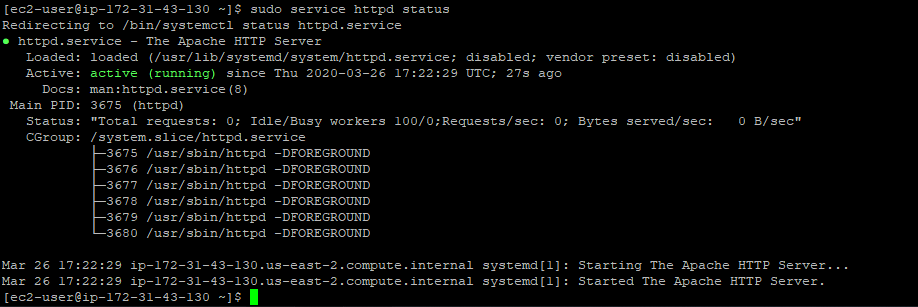 [ec2-user@ip-172-31-43-130 ~]$ sudo service httpd status
Redirecting to /bin/systemctl status httpd.service
● httpd.service - The Apache HTTP Server
   Loaded: loaded (/usr/lib/systemd/system/httpd.service; disabled; vendor preset: disabled)
   Active: active (running) since Thu 2020-03-26 17:22:29 UTC; 27s ago
     Docs: man:httpd.service(8)
 Main PID: 3675 (httpd)
   Status: "Total requests: 0; Idle/Busy workers 100/0;Requests/sec: 0; Bytes served/sec:   0 B/sec"
   CGroup: /system.slice/httpd.service
           ├─3675 /usr/sbin/httpd -DFOREGROUND
           ├─3676 /usr/sbin/httpd -DFOREGROUND
           ├─3677 /usr/sbin/httpd -DFOREGROUND
           ├─3678 /usr/sbin/httpd -DFOREGROUND
           ├─3679 /usr/sbin/httpd -DFOREGROUND
           └─3680 /usr/sbin/httpd -DFOREGROUND

Mar 26 17:22:29 ip-172-31-43-130.us-east-2.compute.internal systemd[1]: Starting The Apache HTTP Server...
Mar 26 17:22:29 ip-172-31-43-130.us-east-2.compute.internal systemd[1]: Started The Apache HTTP Server.
[ec2-user@ip-172-31-43-130 ~]$